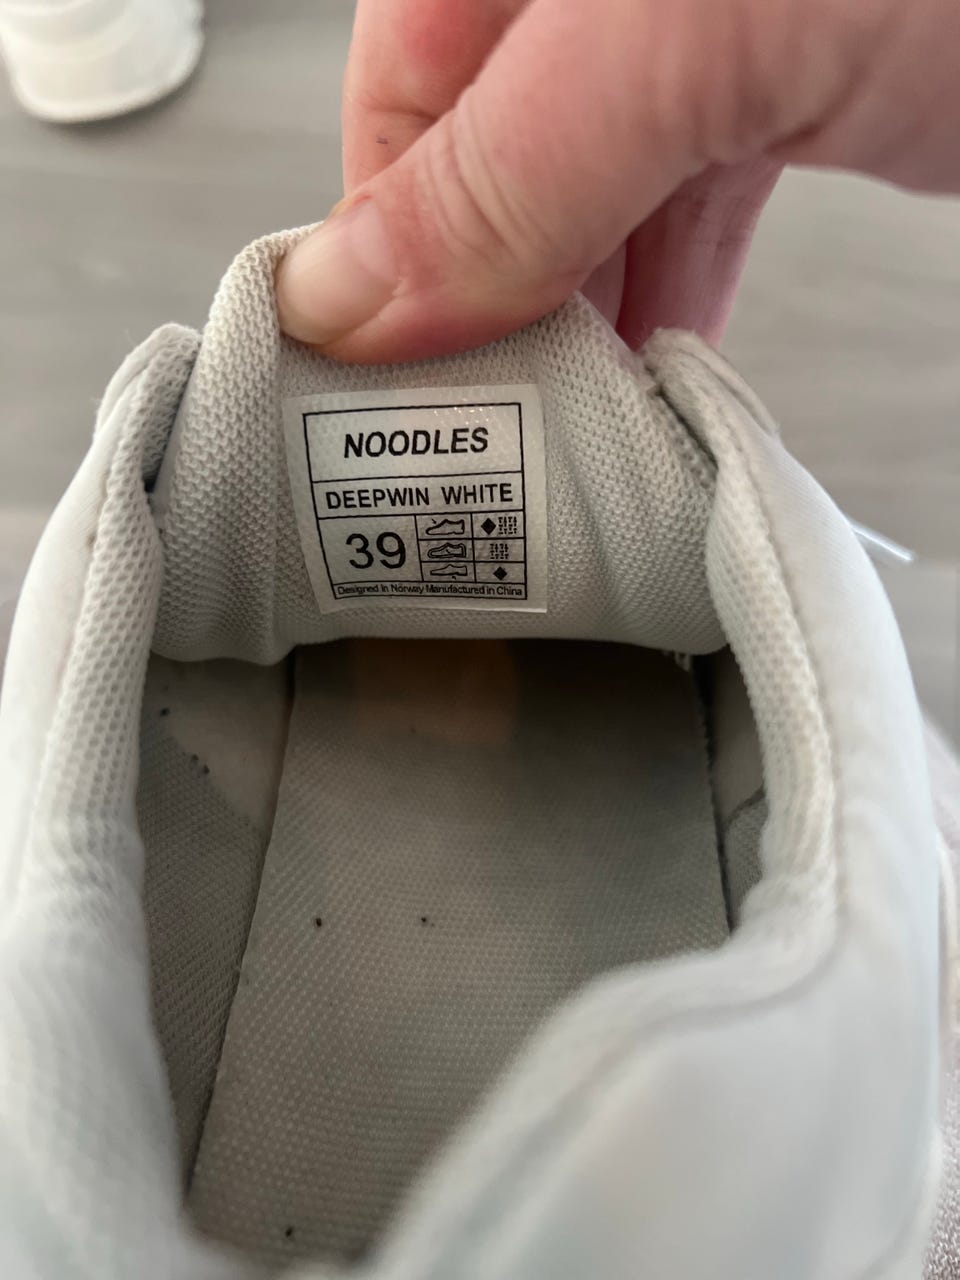 NOODLES
DEEPWIN WHITE
39
Designed in Norway Manufactured in China